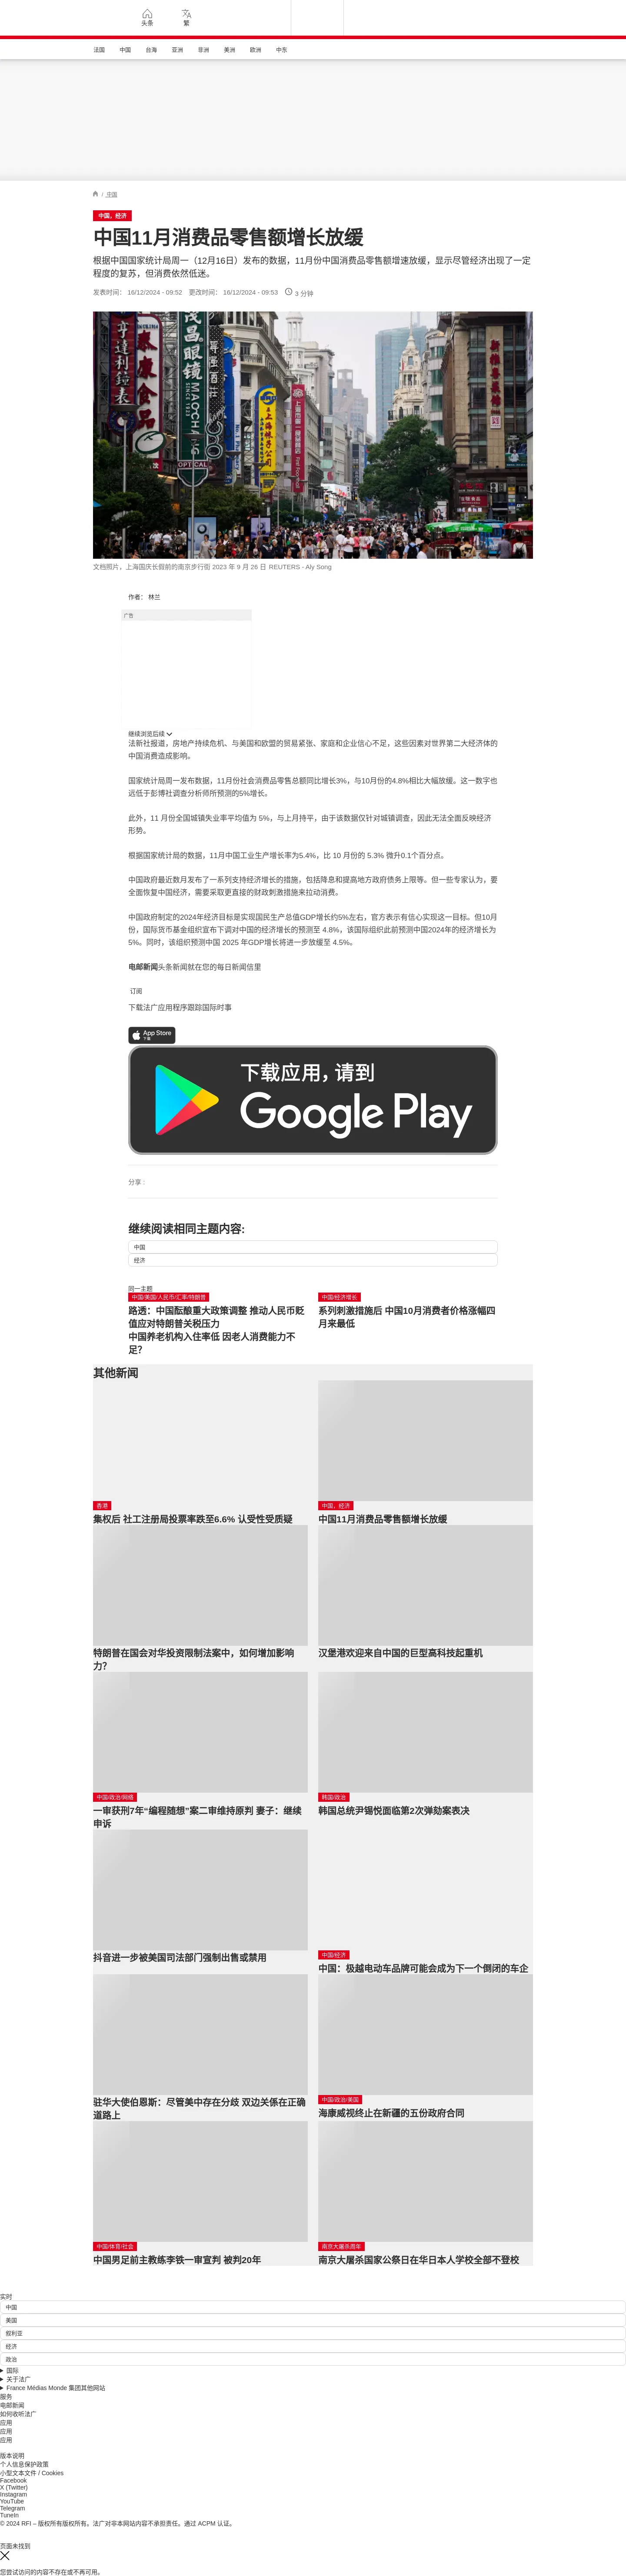 头条
繁
法国
中国
台海
亚洲
非洲
美洲
欧洲
中东
/ 中国
中国，经济
中国11月消费品零售额增长放缓
根据中国国家统计局周一（12月16日）发布的数据，11月份中国消费品零售额增速放缓，显示尽管经济出现了一定
程度的复苏，但消费依然低迷。
发表时间： 16/12/2024 - 09:52 更改时间： 16/12/2024 - 09:53 3 分钟
文档照片，上海国庆长假前的南京步行街 2023 年 9 月 26 日 REUTERS - Aly Song
作者： 林兰
广告
继续浏览后续
法新社报道，房地产持续危机、与美国和欧盟的贸易紧张、家庭和企业信心不足，这些因素对世界第二大经济体的
中国消费造成影响。
国家统计局周一发布数据，11月份社会消费品零售总额同比增长3%，与10月份的4.8%相比大幅放缓。这一数字也
远低于彭博社调查分析师所预测的5%增长。
此外，11 月份全国城镇失业率平均值为 5%，与上月持平，由于该数据仅针对城镇调查，因此无法全面反映经济
形势。
根据国家统计局的数据，11月中国工业生产增长率为5.4%，比 10 月份的 5.3% 微升0.1个百分点。
中国政府最近数月发布了一系列支持经济增长的措施，包括降息和提高地方政府债务上限等。但一些专家认为，要
全面恢复中国经济，需要采取更直接的财政刺激措施来拉动消费。
中国政府制定的2024年经济目标是实现国民生产总值GDP增长约5%左右，官方表示有信心实现这一目标。但10月
份，国际货币基金组织宣布下调对中国的经济增长的预测至 4.8%，该国际组织此前预测中国2024年的经济增长为
5%。同时，该组织预测中国 2025 年GDP增长将进一步放缓至 4.5%。
电邮新闻头条新闻就在您的每日新闻信里
订阅
下载法广应用程序跟踪国际时事
App Store
下载
下载应用，请到
Google Play
分享 :
继续阅读相同主题内容:
中国
经济
同一主题
中国/美国/人民币/汇率/特朗普
路透：中国酝酿重大政策调整 推动人民币贬
值应对特朗普关税压力
中国/经济增长
系列刺激措施后 中国10月消费者价格涨幅四
月来最低
中国养老机构入住率低 因老人消费能力不
足？
其他新闻
香港
集权后 社工注册局投票率跌至6.6% 认受性受质疑
中国，经济
中国11月消费品零售额增长放缓
特朗普在国会对华投资限制法案中，如何增加影响
力？
汉堡港欢迎来自中国的巨型高科技起重机
中国/政治/网络
一审获刑7年“编程随想”案二审维持原判 妻子：继续
申诉
韩国/政治
韩国总统尹锡悦面临第2次弹劾案表决
抖音进一步被美国司法部门强制出售或禁用
中国/经济
中国：极越电动车品牌可能会成为下一个倒闭的车企
驻华大使伯恩斯：尽管美中存在分歧 双边关系在正确
道路上
中国/政治/美国
海康威视终止在新疆的五份政府合同
中国/体育/社会
中国男足前主教练李铁一审宣判 被判20年
南京大屠杀周年
南京大屠杀国家公祭日在华日本人学校全部不登校
实时
中国
美国
叙利亚
经济
政治
国际
关于法广
France Médias Monde 集团其他网站
服务
电邮新闻
如何收听法广
应用
应用
应用
版本说明
个人信息保护政策
小型文本文件 / Cookies
Facebook
X (Twitter)
Instagram
YouTube
Telegram
TuneIn
© 2024 RFI – 版权所有版权所有。法广对非本网站内容不承担责任。通过 ACPM 认证。
页面未找到
您尝试访问的内容不存在或不再可用。